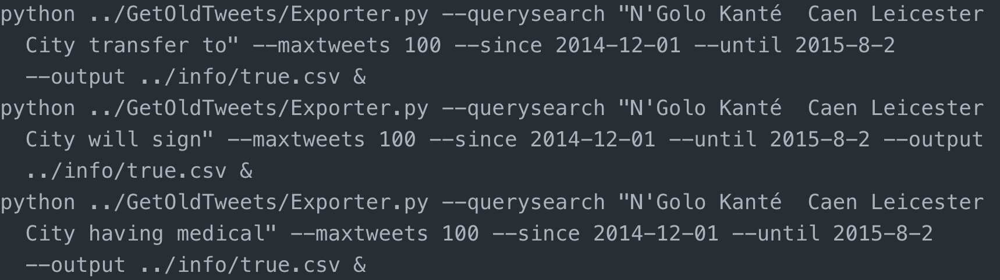 python ../GetOldTweets/Exporter.py --querysearch "N'Golo Kanté  Caen Leicester
City transfer to" --maxtweets 100 --since 2014-12-01 --until 2015-8-2
--output ../info/true.csv &
python ../GetOldTweets/Exporter.py --querysearch "N'Golo Kanté  Caen Leicester
City will sign" --maxtweets 100 --since 2014-12-01 --until 2015-8-2 --output
../info/true.csv &
python ../GetOldTweets/Exporter.py --querysearch "N'Golo Kanté  Caen Leicester
City having medical" --maxtweets 100 --since 2014-12-01 --until 2015-8-2
--output ../info/true.csv &